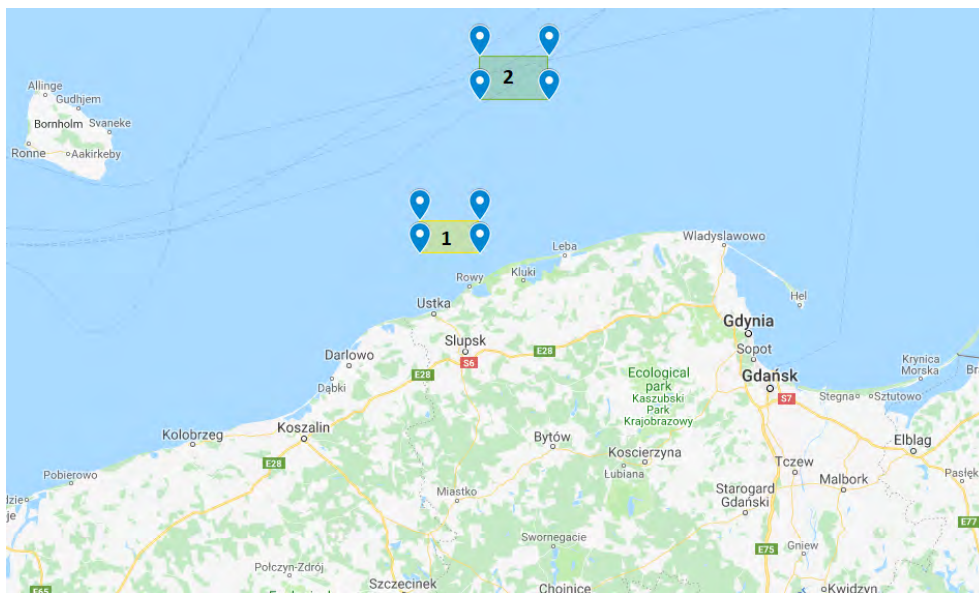 2
Allinge
Gudhjem
Bornholm
Svaneke
Ronne
Aakirkeby
1
Wladyslawowo
Leba
Rowy
Kluki
Ustka
Hel
Gdynia
Slupsk
S6
E28
Sopot
Darlowo
E28
Krynica
Morska
Dąbki
Ecological
park
Kaszubski
Park
Krajobrazowy
Gdańsk
S7
Stegna
Sztutowo
Kolobrzeg
Koszalin
Bytów
Elblag
E28
Koscierzyna
Łubiana
Tczew
Pobierowo
Malbork
Miastko
Starogard
Gdański
E77
Swornegacie
E75
Gniew
Połczyn-Zdrój
Szczecinek
Chojnice
Kwidzyn
E65